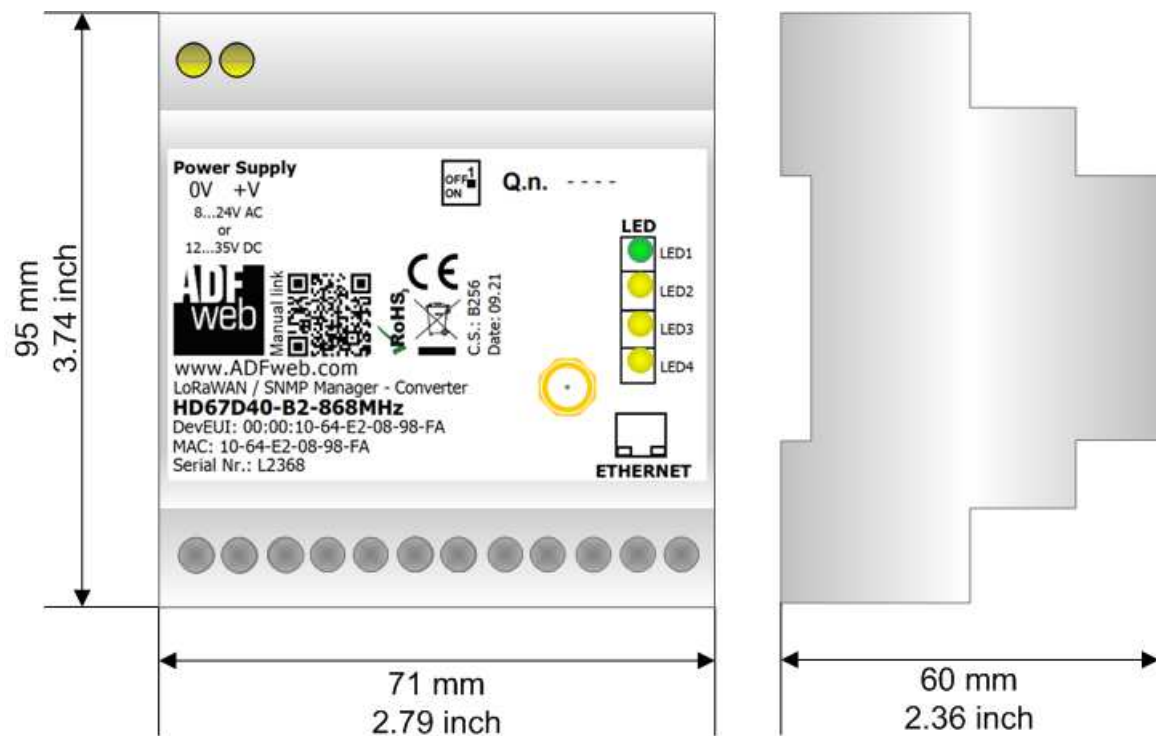 95 mm
3.74 inch
Power Supply
0V +V
8...24V AC
or
12...35V DC
OFF 1
ON
Q.n. - - - -
LED
LED1
LED2
LED3
LED4
ADF
web
Manual link
RoHS
CE
C.S.: B256
Date: 09.21
www.ADFweb.com
LoRaWAN / SNMP Manager - Converter
HD67D40-B2-868MHz
DevEUI: 00:00:10-64-E2-08-98-FA
MAC: 10-64-E2-08-98-FA
Serial Nr.: L2368
ETHERNET
71 mm
2.79 inch
60 mm
2.36 inch